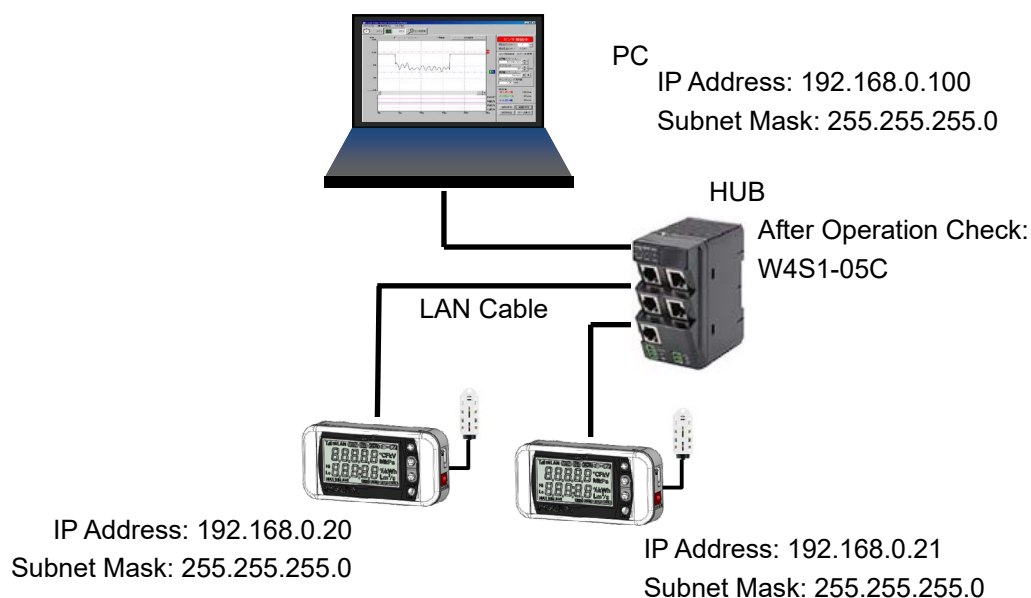 PC
IP Address: 192.168.0.100
Subnet Mask: 255.255.255.0
HUB
After Operation Check:
W4S1-05C
LAN Cable
IP Address: 192.168.0.20
Subnet Mask: 255.255.255.0
IP Address: 192.168.0.21
Subnet Mask: 255.255.255.0